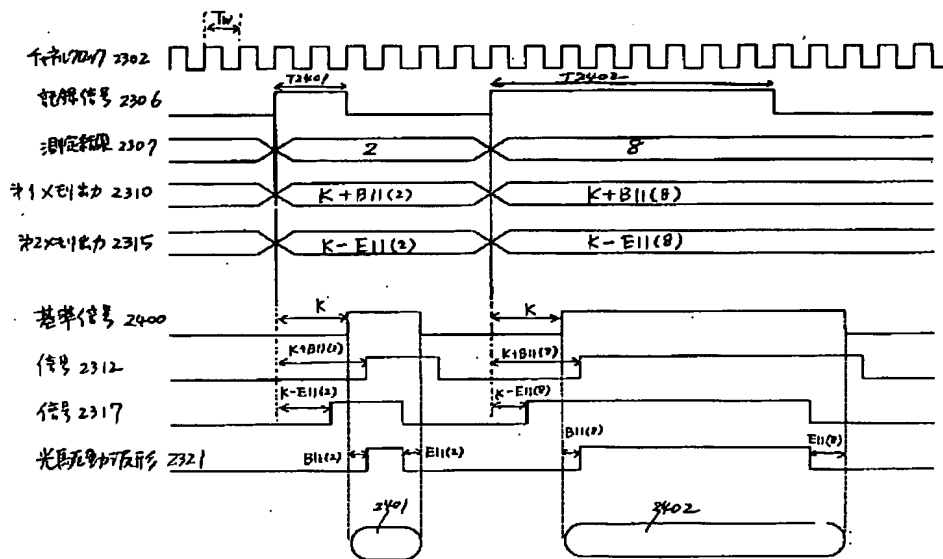 Tw
チャネルクロック 2302
T2401
T2402
記録信号 2306
測定結果 2307
2
8
第1メモリ出力 2310
K+B11(2)
K+B11(8)
第2メモリ出力 2315
K-E11(2)
K-E11(8)
基準信号 2400
K
K
信号 2312
K+B11(2)
K+B11(8)
信号 2317
K-E11(2)
K-E11(8)
光駆動波形 2321
B11(2)
E11(2)
B11(8)
E11(8)
2401
2402